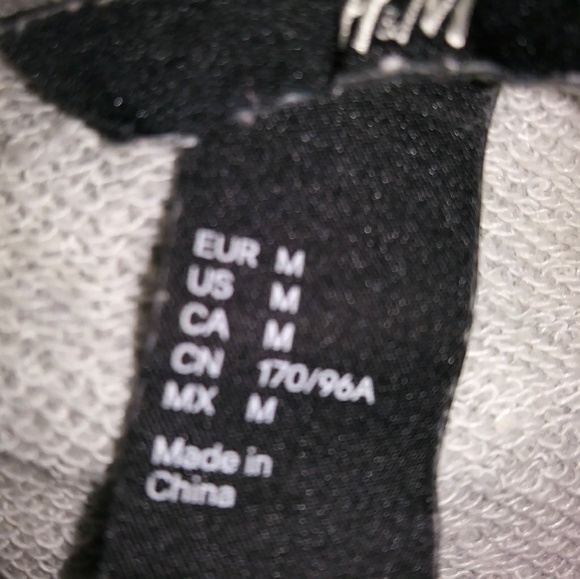 H&M
EUR M
US M
CA M
CN 170/96A
MX M
Made in
China